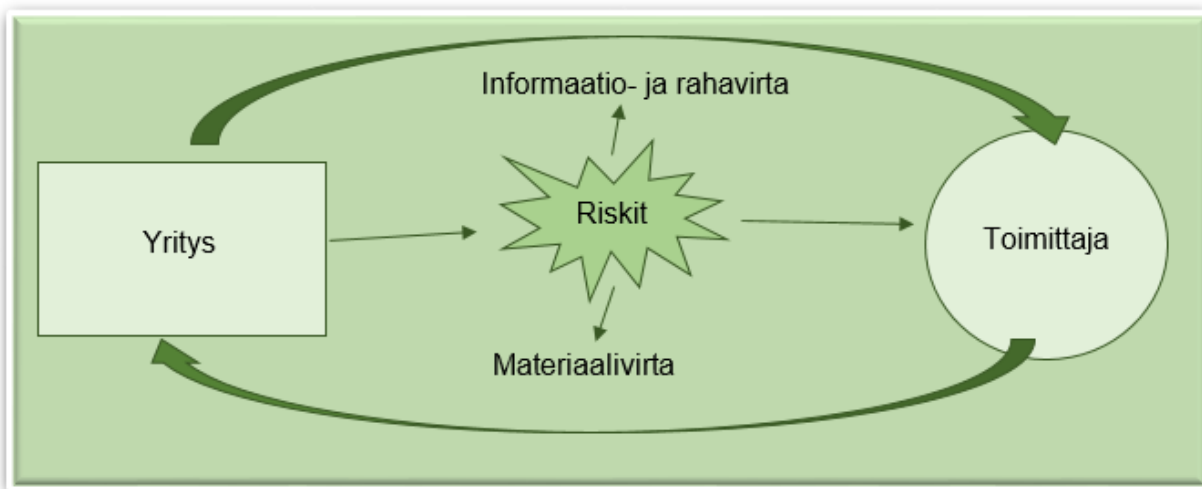 Informaatio- ja rahavirta
Riskit
Yritys
Toimittaja
Materiaalivirta